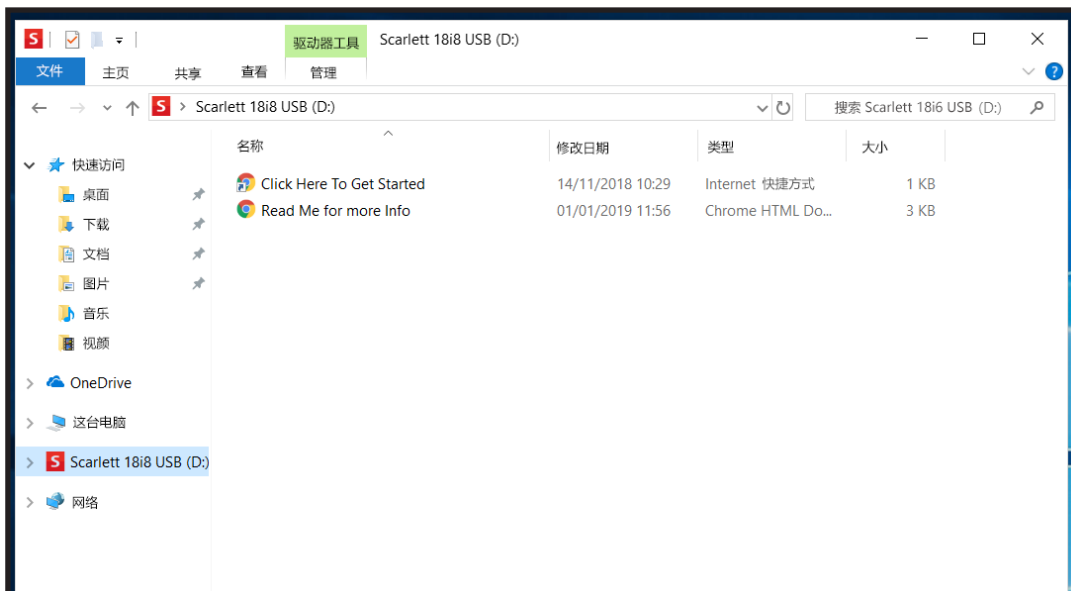 S 驱动器工具 Scarlett 18i8 USB (D:)
文件 主页 共享 查看 管理 ?
S > Scarlett 18i8 USB (D:) 搜索 Scarlett 18i6 USB (D:)
名称 修改日期 类型 大小
Click Here To Get Started 14/11/2018 10:29 Internet 快捷方式 1 KB
Read Me for more Info 01/01/2019 11:56 Chrome HTML Do... 3 KB
快速访问
桌面
下载
文档
图片
音乐
视颜
OneDrive
这台电脑
S Scarlett 18i8 USB (D:)
网络